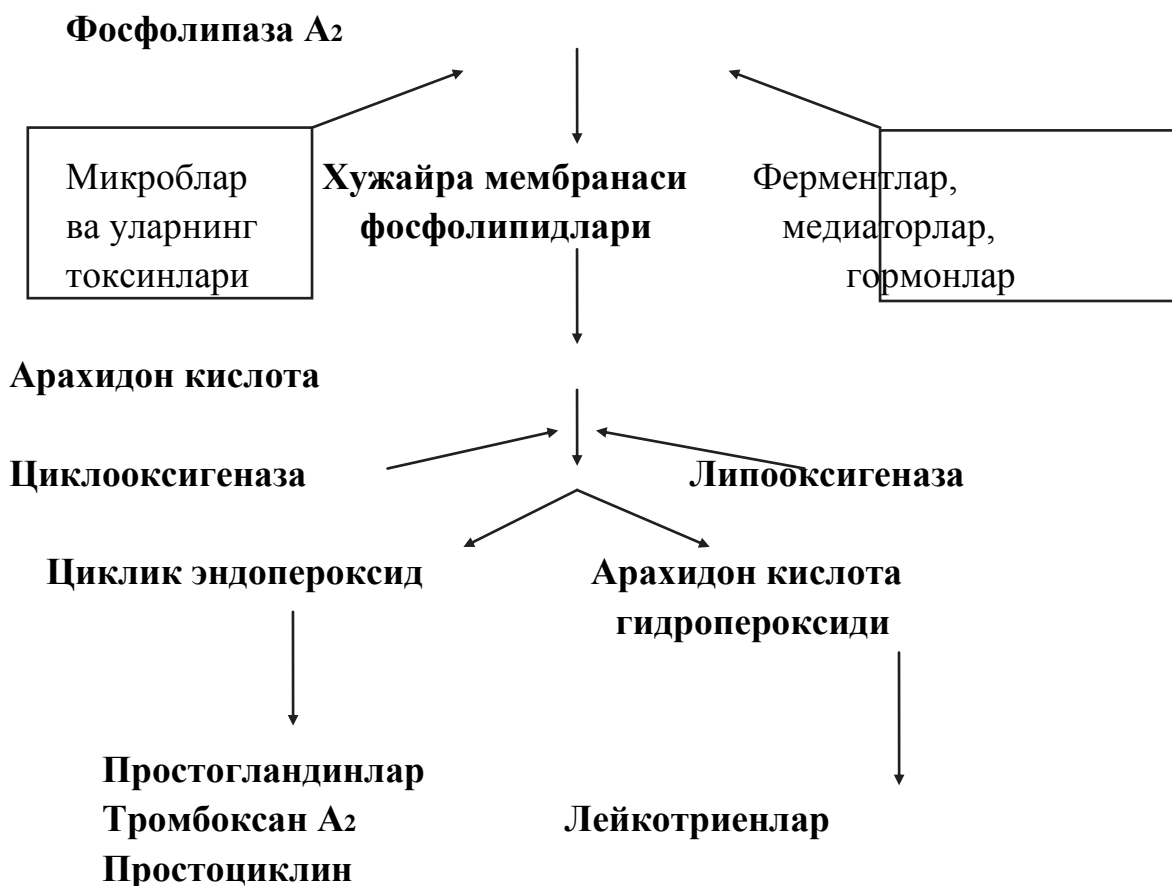 Фосфолипаза А₂
Микроблар
ва уларнинг
токсинлари
Хужайра мембранаси
фосфолипидлари
Ферментлар,
медиаторлар,
гормонлар
Арахидон кислота
Циклооксигеназа
Липооксигеназа
Циклик эндопероксид
Арахидон кислота
гидропероксиди
Простогландинлар
Тромбоксан А₂
Простоциклин
Лейкотриенлар